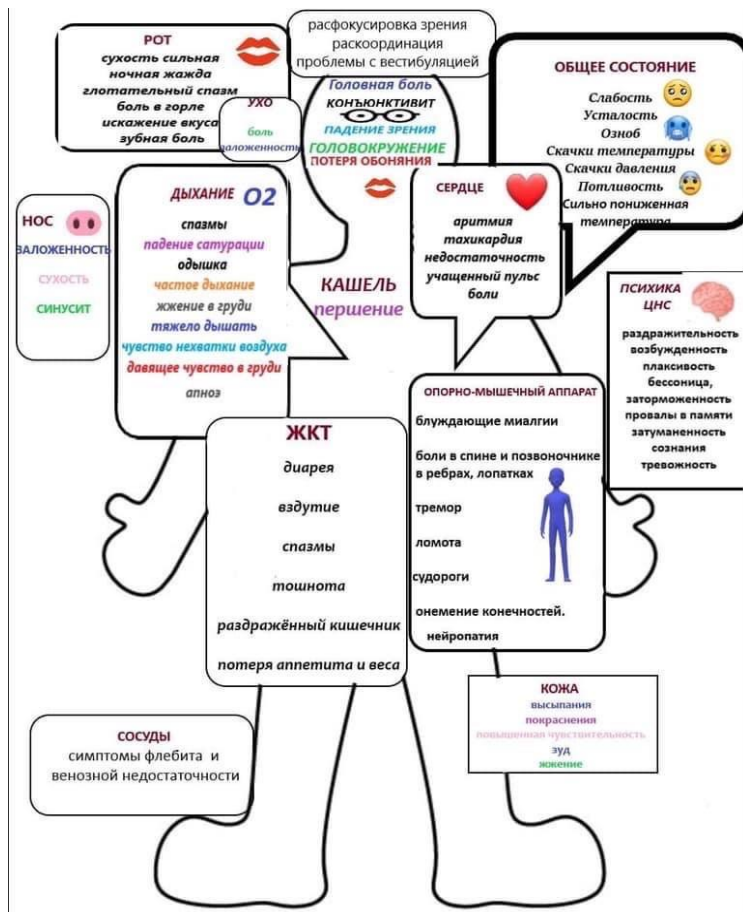 РОТ
сухость сильная
ночная жажда
глотательный спазм
боль в горле
искажение вкуса
зубная боль
расфокусировка зрения
раскоординация
проблемы с вестибуляцией
УХО
боль
заложенность
Головная боль
КОНЪЮНКТИВИТ
ПАДЕНИЕ ЗРЕНИЯ
ГОЛОВОКРУЖЕНИЕ
ПОТЕРЯ ОБОНЯНИЯ
ОБЩЕЕ СОСТОЯНИЕ
Слабость
Усталость
Озноб
Скачки температуры
Скачки давления
Потливость
Сильно пониженная
температура
НОС
ЗАЛОЖЕННОСТЬ
СУХОСТЬ
СИНУСИТ
ДЫХАНИЕ O2
спазмы
падение сатурации
одышка
частое дыхание
жжение в груди
тяжело дышать
чувство нехватки воздуха
давящее чувство в груди
апноэ
КАШЕЛЬ
першение
СЕРДЦЕ
аритмия
тахикардия
недостаточность
учащенный пульс
боли
ПСИХИКА
ЦНС
раздражительность
возбужденность
плаксивость
бессоница,
заторможенность
провалы в памяти
затуманенность
сознания
тревожность
ЖКТ
диарея
вздутие
спазмы
тошнота
раздражённый кишечник
потеря аппетита и веса
ОПОРНО-МЫШЕЧНЫЙ АППАРАТ
блуждающие миалгии
боли в спине и позвоночнике
в ребрах, лопатках
тремор
ломота
судороги
онемение конечностей.
нейропатия
СОСУДЫ
симптомы флебита и
венозной недостаточности
КОЖА
высыпания
покраснения
повышенная чувствительность
зуд
жжение